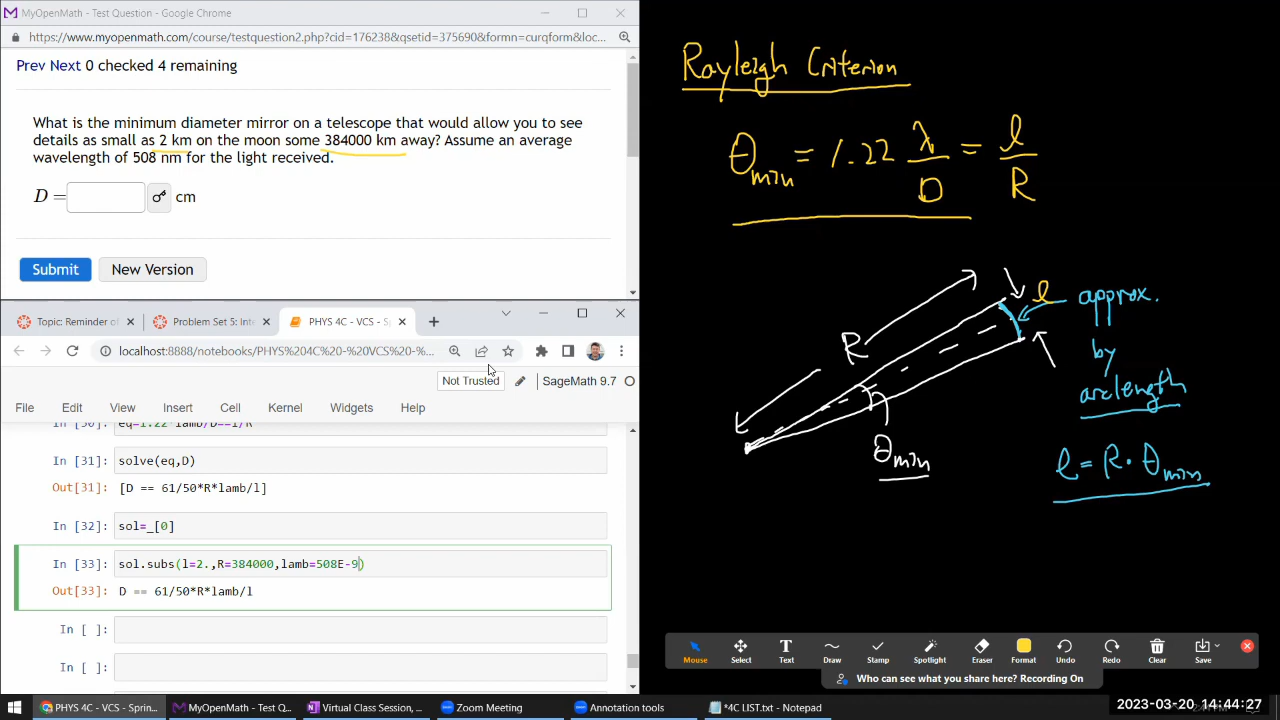 MyOpenMath - Test Question - Google Chrome
https://www.myopenmath.com/course/testquestion2.php?cid=176238&qsetid=375690&formn=curqform&loc...
Prev Next 0 checked 4 remaining
What is the minimum diameter mirror on a telescope that would allow you to see
details as small as 2 km on the moon some 384000 km away? Assume an average
wavelength of 508 nm for the light received.
D = cm
Submit New Version
Topic: Reminder of Problem Set 5: Int PHYS 4C - VCS - S
localhost:8888/notebooks/PHYS%204C%20-%20VCS%20-%...
Not Trusted SageMath 9.7
File Edit View Insert Cell Kernel Widgets Help
In [31]: solve(eq,D)
Out[31]: [D == 61/50*R*lamb/l]
In [32]: sol=_[0]
In [33]: sol.subs(l=2.,R=384000,lamb=508E-9)
Out[33]: D == 61/50*R*lamb/l
In [ ]:
In [ ]:
Rayleigh Criterion
θmin = 1.22 λ/D = l/R
R
l
approx.
by
arclength
θmin
l = R · θmin
Mouse Select Text Draw Stamp Spotlight Eraser Format Undo Redo Clear Save
Who can see what you share here? Recording On
PHYS 4C - VCS - Sprin... MyOpenMath - Test Q... Virtual Class Session, ... Zoom Meeting Annotation tools *4C LIST.txt - Notepad
2023-03-20 14:44:27